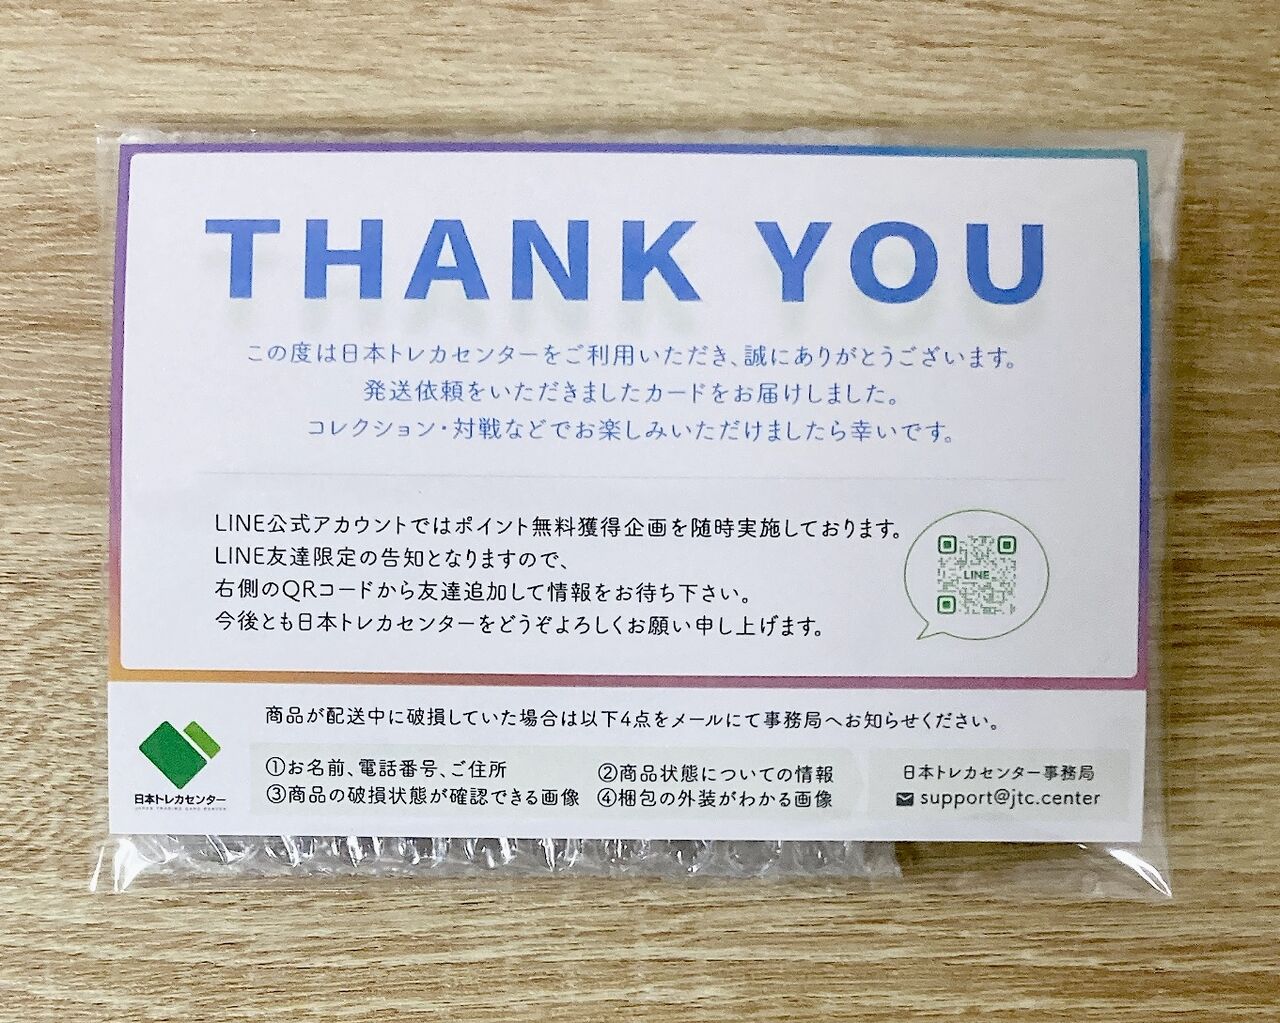 THANK YOU
この度は日本トレカセンターをご利用いただき、誠にありがとうございます。
発送依頼をいただきましたカードをお届けしました。
コレクション・対戦などでお楽しみいただけましたら幸いです。
LINE公式アカウントではポイント無料獲得企画を随時実施しております。
LINE友達限定の告知となりますので、
右側のQRコードから友達追加して情報をお待ち下さい。
今後とも日本トレカセンターをどうぞよろしくお願い申し上げます。
LINE
商品が配送中に破損していた場合は以下4点をメールにて事務局へお知らせください。
①お名前、電話番号、ご住所
②商品状態についての情報
③商品の破損状態が確認できる画像
④梱包の外装がわかる画像
日本トレカセンター事務局
support@jtc.center
日本トレカセンター